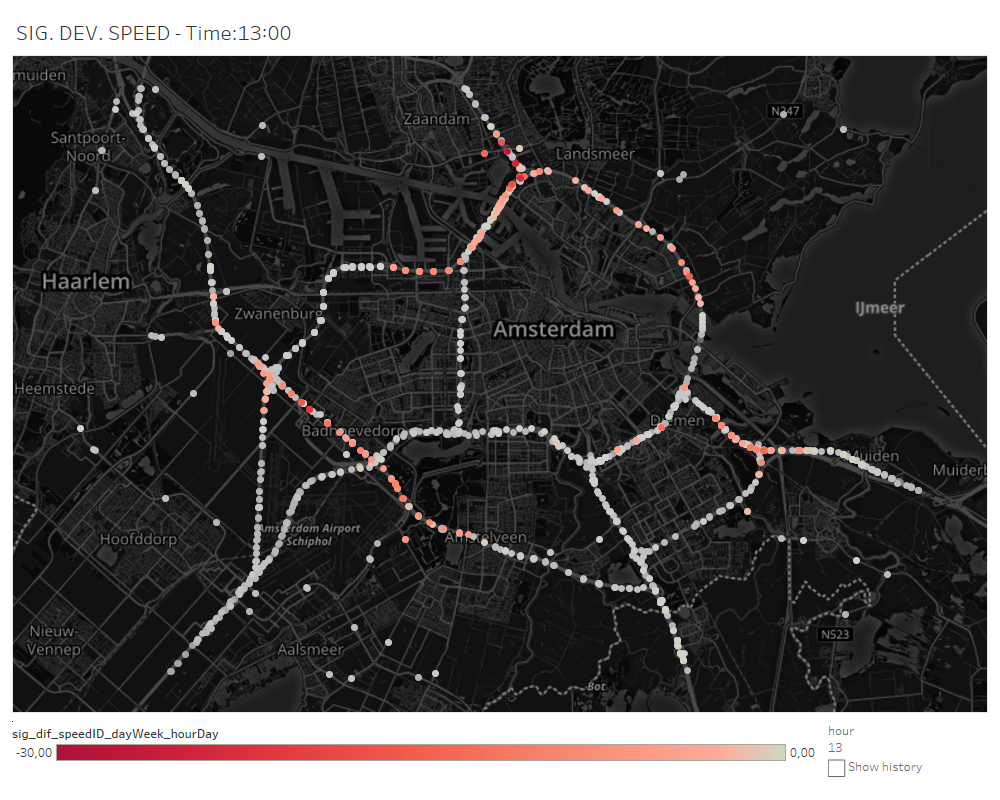 SIG. DEV. SPEED - Time:13:00
muiden
Zaandam
N247
Santpoort-
Noord
Landsmeer
Haarlem
Zwanenburg
Amsterdam
IJmeer
Heemstede
Badhoevedorp
Diemen
Muiden
Muiderb
Amsterdam Airport
Schiphol
Amstelveen
Hoofddorp
Nieuw-
Vennep
Aalsmeer
N523
Bot
sig_dif_speedID_dayWeek_hourDay
-30,00
0,00
hour
13
Show history